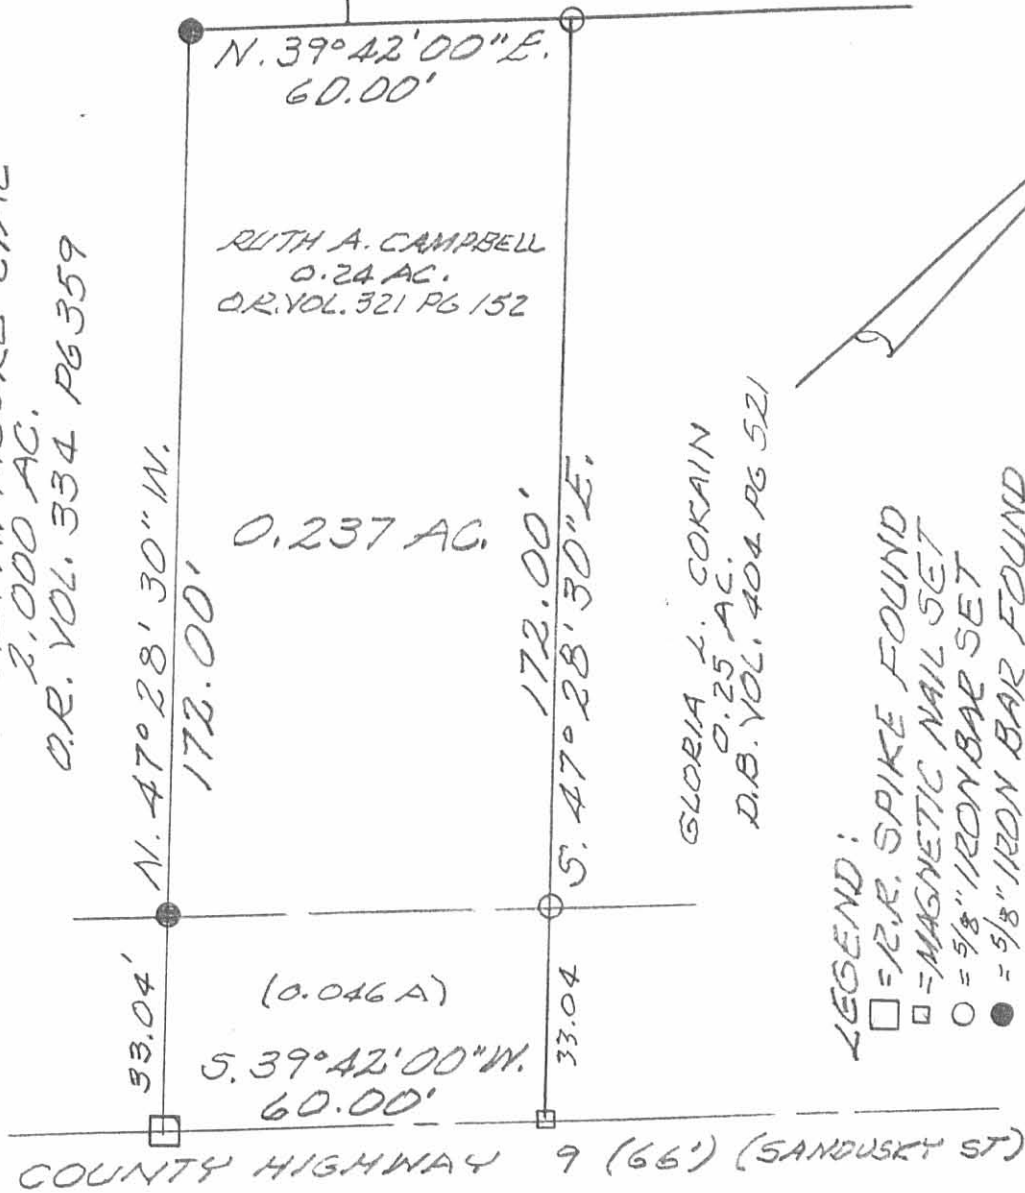 N. 39° 42' 00" E.
60.00'
RUTH A. CAMPBELL
0.24 AC.
O.R. VOL. 321 PG 152
2.000 AC.
O.R. VOL. 334 PG 359
N. 47° 28' 30" W.
172.00'
0.237 AC.
172.00'
S. 47° 28' 30" E.
GLORIA L. COKAIN
0.25 AC.
D.B. VOL. 404 PG 521
LEGEND:
= R.R. SPIKE FOUND
= MAGNETIC NAIL SET
= 5/8" IRON BAR SET
= 5/8" IRON BAR FOUND
33.04'
(0.046 A)
33.04
S. 39° 42' 00" W.
60.00'
COUNTY HIGHWAY 9 (66') (SANDUSKY ST)